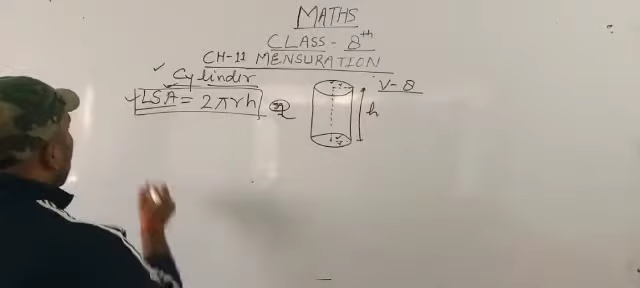 MATHS
CLASS- 8th
CH-11 MENSURATION
Cylinder
V-8
LSA = 2πrh
h
r
r